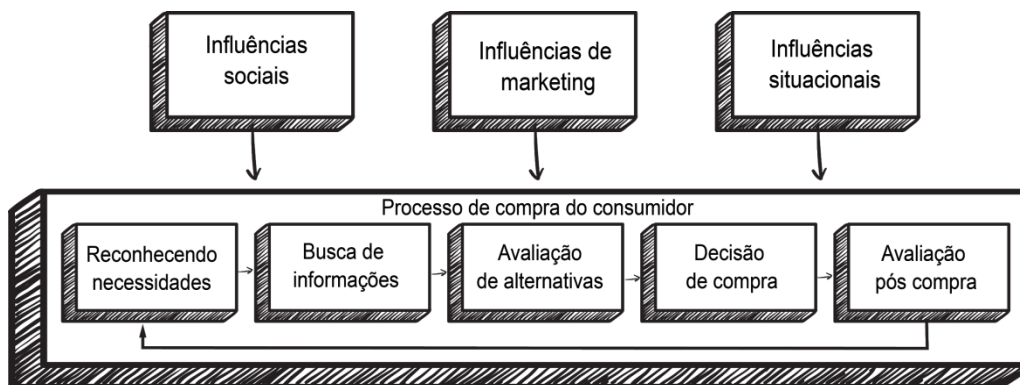 Influências
sociais
Influências de
marketing
Influências
situacionais
Processo de compra do consumidor
Reconhecendo
necessidades
Busca de
informações
Avaliação
de alternativas
Decisão
de compra
Avaliação
pós compra